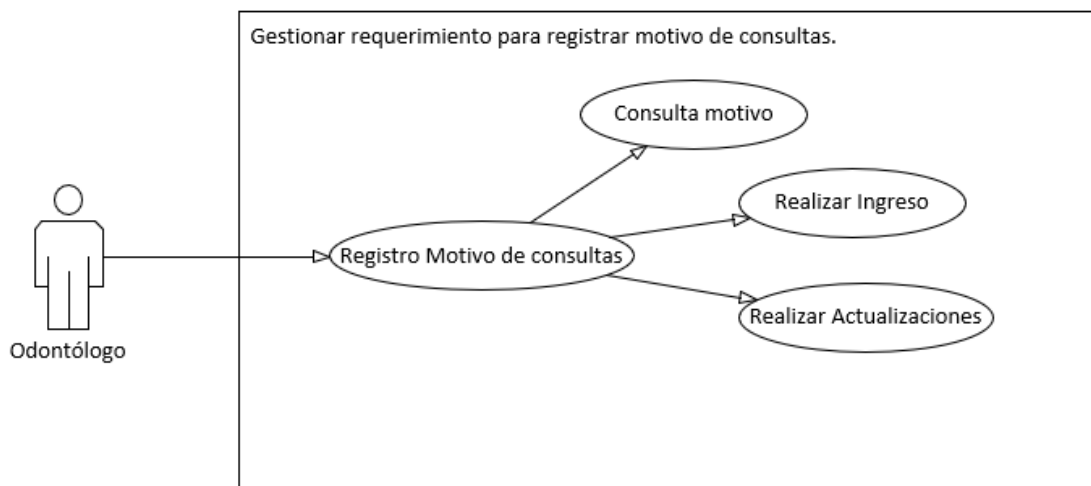 Gestionar requerimiento para registrar motivo de consultas.
Consulta motivo
Realizar Ingreso
Registro Motivo de consultas
Realizar Actualizaciones
Odontólogo